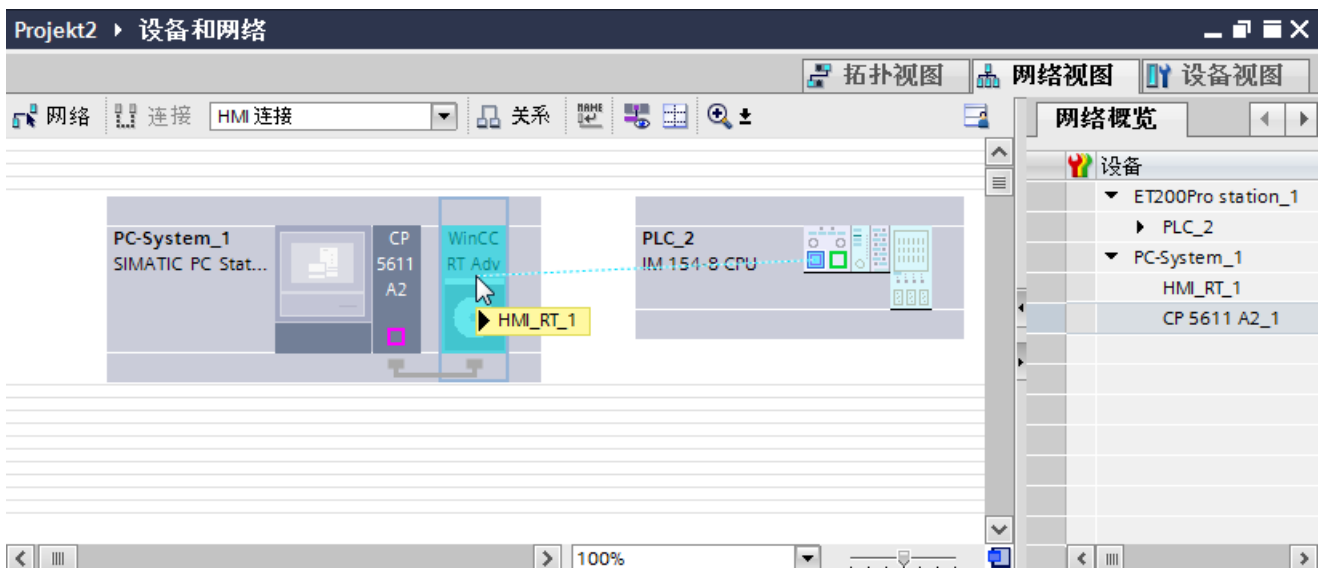 Projekt2 ▸ 设备和网络
拓扑视图 网络视图 设备视图
网络 连接 HMI 连接 关系 网络概览
设备
ET200Pro station_1
PLC_2
PC-System_1
HMI_RT_1
CP 5611 A2_1
PC-System_1
SIMATIC PC Stat...
CP
5611
A2
WinCC
RT Adv
HMI_RT_1
PLC_2
IM 154-8 CPU
100%